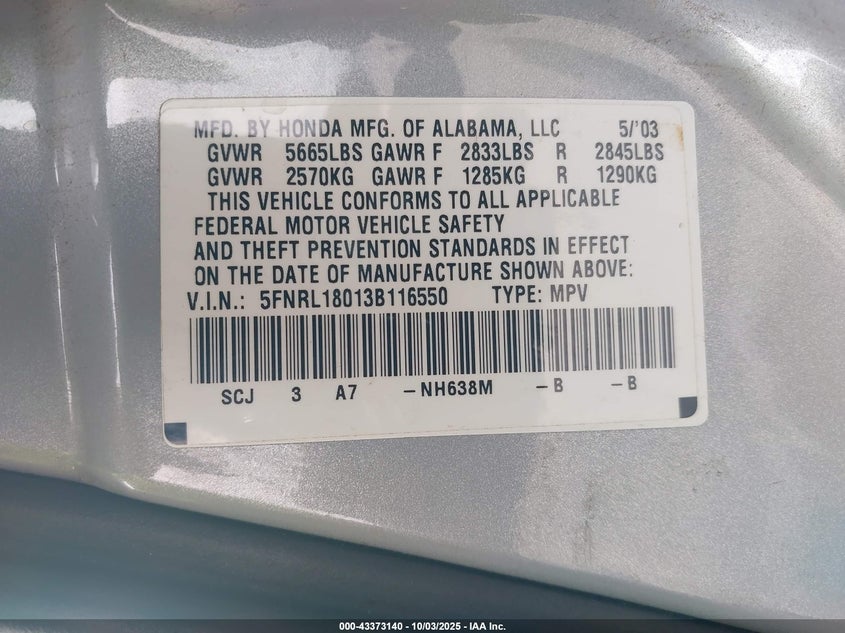 MFD. BY HONDA MFG. OF ALABAMA, LLC 5/'03
GVWR 5665LBS GAWR F 2833LBS R 2845LBS
GVWR 2570KG GAWR F 1285KG R 1290KG
THIS VEHICLE CONFORMS TO ALL APPLICABLE
FEDERAL MOTOR VEHICLE SAFETY
AND THEFT PREVENTION STANDARDS IN EFFECT
ON THE DATE OF MANUFACTURE SHOWN ABOVE:
V.I.N.: 5FNRL18013B116550 TYPE: MPV
SCJ 3 A7 -NH638M -B -B
000-43373140 - 10/03/2025 - IAA Inc.